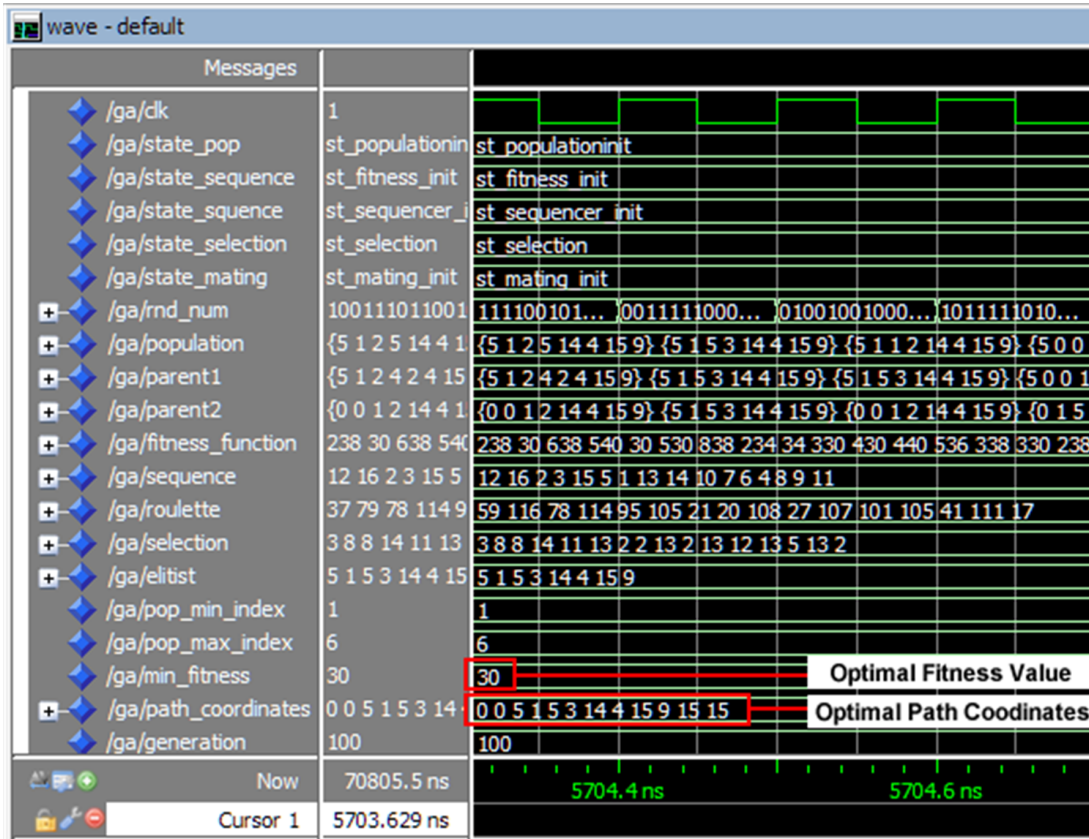 wave - default
Messages
/ga/clk 1
/ga/state_pop st_populationin st_populationinit
/ga/state_sequence st_fitness_init st_fitness_init
/ga/state_squence st_sequencer_i st_sequencer_init
/ga/state_selection st_selection st_selection
/ga/state_mating st_mating_init st_mating_init
/ga/rnd_num 100111011001 111100101... 0011111000... 01001001000... 1011111010...
/ga/population {5 1 2 5 14 4 1 {5 1 2 5 14 4 15 9} {5 1 5 3 14 4 15 9} {5 1 1 2 14 4 15 9} {5 0 0
/ga/parent1 {5 1 2 4 2 4 15 {5 1 2 4 2 4 15 9} {5 1 5 3 14 4 15 9} {5 1 5 3 14 4 15 9} {5 0 0 1
/ga/parent2 {0 0 1 2 14 4 1 {0 0 1 2 14 4 15 9} {5 1 5 3 14 4 15 9} {0 0 1 2 14 4 15 9} {0 1 5
/ga/fitness_function 238 30 638 540 238 30 638 540 30 530 838 234 34 330 430 440 536 338 330 238
/ga/sequence 12 16 2 3 15 5 12 16 2 3 15 5 1 13 14 10 7 6 4 8 9 11
/ga/roulette 37 79 78 114 9 59 116 78 114 95 105 21 20 108 27 107 101 105 41 111 17
/ga/selection 3 8 8 14 11 13 3 8 8 14 11 13 2 2 13 2 13 12 13 5 13 2
/ga/elitist 5 1 5 3 14 4 15 5 1 5 3 14 4 15 9
/ga/pop_min_index 1 1
/ga/pop_max_index 6 6
/ga/min_fitness 30 30 Optimal Fitness Value
/ga/path_coordinates 0 0 5 1 5 3 14 0 0 5 1 5 3 14 4 15 9 15 15 Optimal Path Coodinates
/ga/generation 100 100
Now 70805.5 ns 5704.4 ns 5704.6 ns
Cursor 1 5703.629 ns